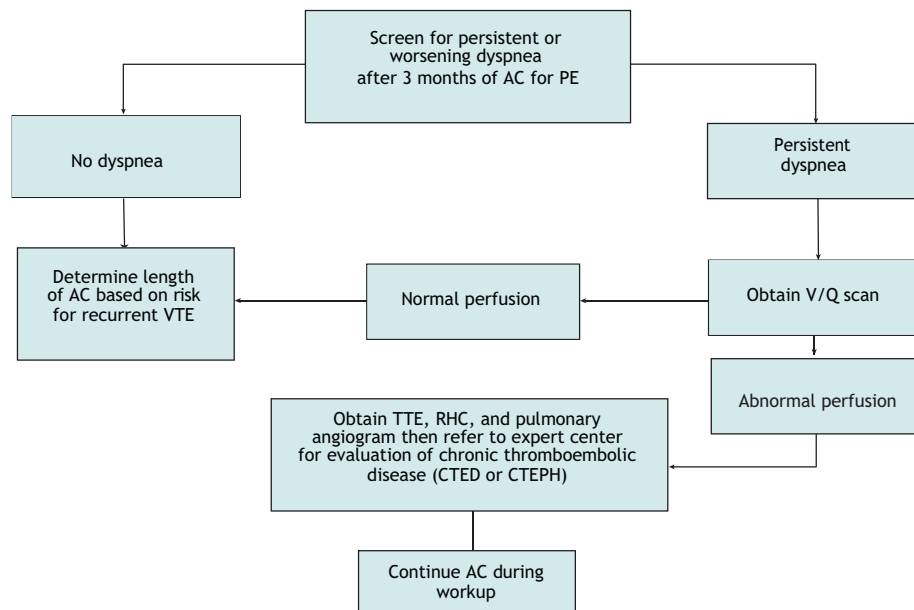 Screen for persistent or
worsening dyspnea
after 3 months of AC for PE
No dyspnea
Persistent
dyspnea
Determine length
of AC based on risk
for recurrent VTE
Normal perfusion
Obtain V/Q scan
Abnormal perfusion
Obtain TTE, RHC, and pulmonary
angiogram then refer to expert center
for evaluation of chronic thromboembolic
disease (CTED or CTEPH)
Continue AC during
workup